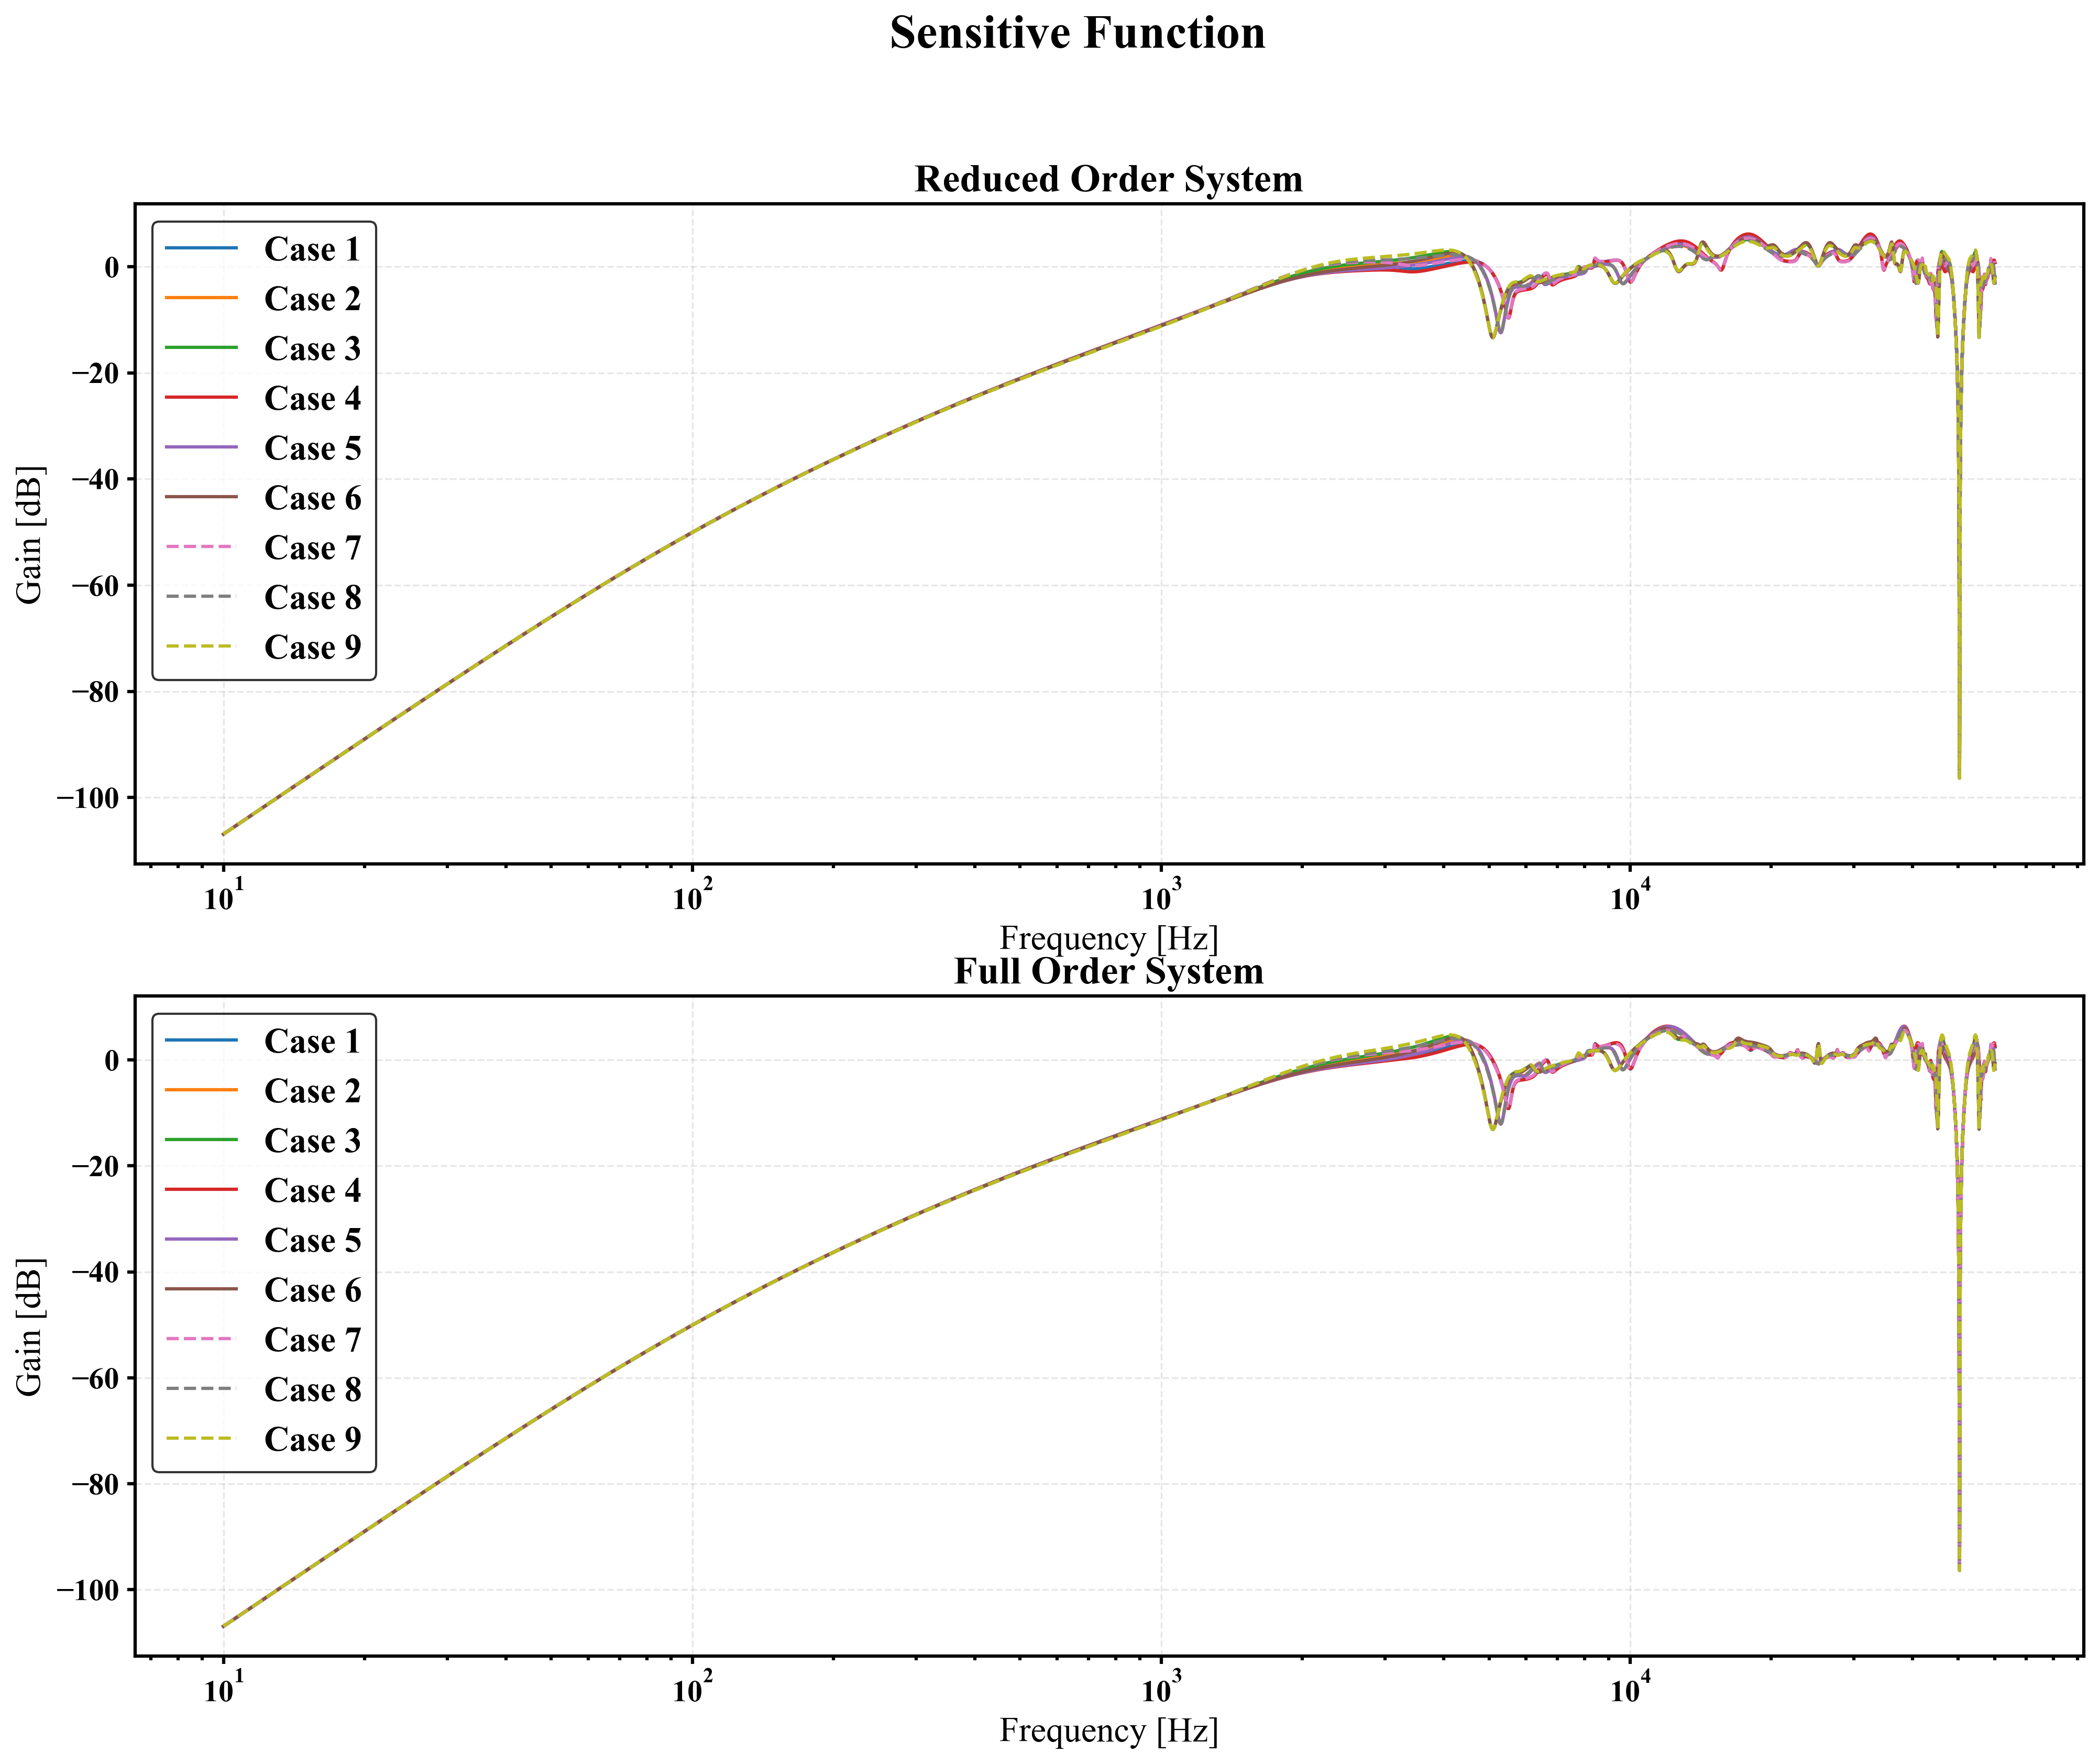 Sensitive Function
Reduced Order System
Case 1
Case 2
Case 3
Case 4
Case 5
Case 6
Case 7
Case 8
Case 9
Gain [dB]
0
−20
−40
−60
−80
−100
10¹ 10² 10³ 10⁴
Frequency [Hz]
Full Order System
Case 1
Case 2
Case 3
Case 4
Case 5
Case 6
Case 7
Case 8
Case 9
Gain [dB]
0
−20
−40
−60
−80
−100
10¹ 10² 10³ 10⁴
Frequency [Hz]